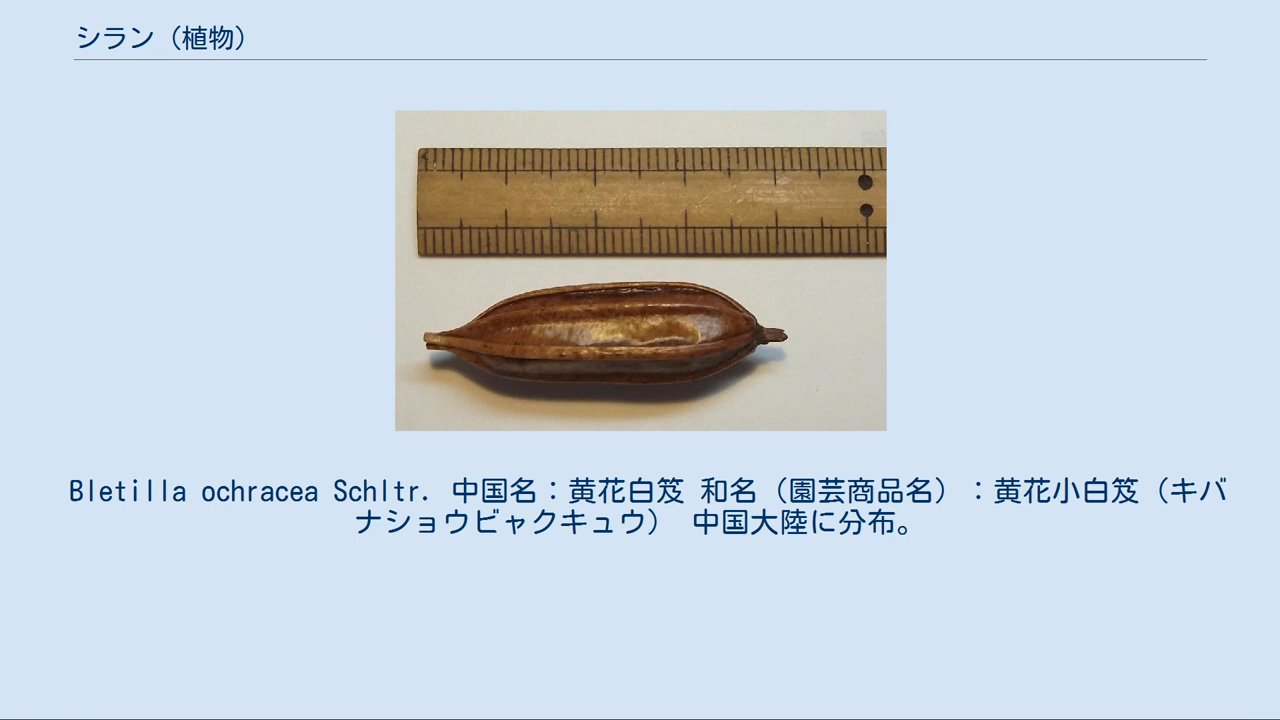 シラン（植物）
Bletilla ochracea Schltr. 中国名：黄花白笈 和名（園芸商品名）：黄花小白笈（キバ
ナショウビャクキュウ） 中国大陸に分布。